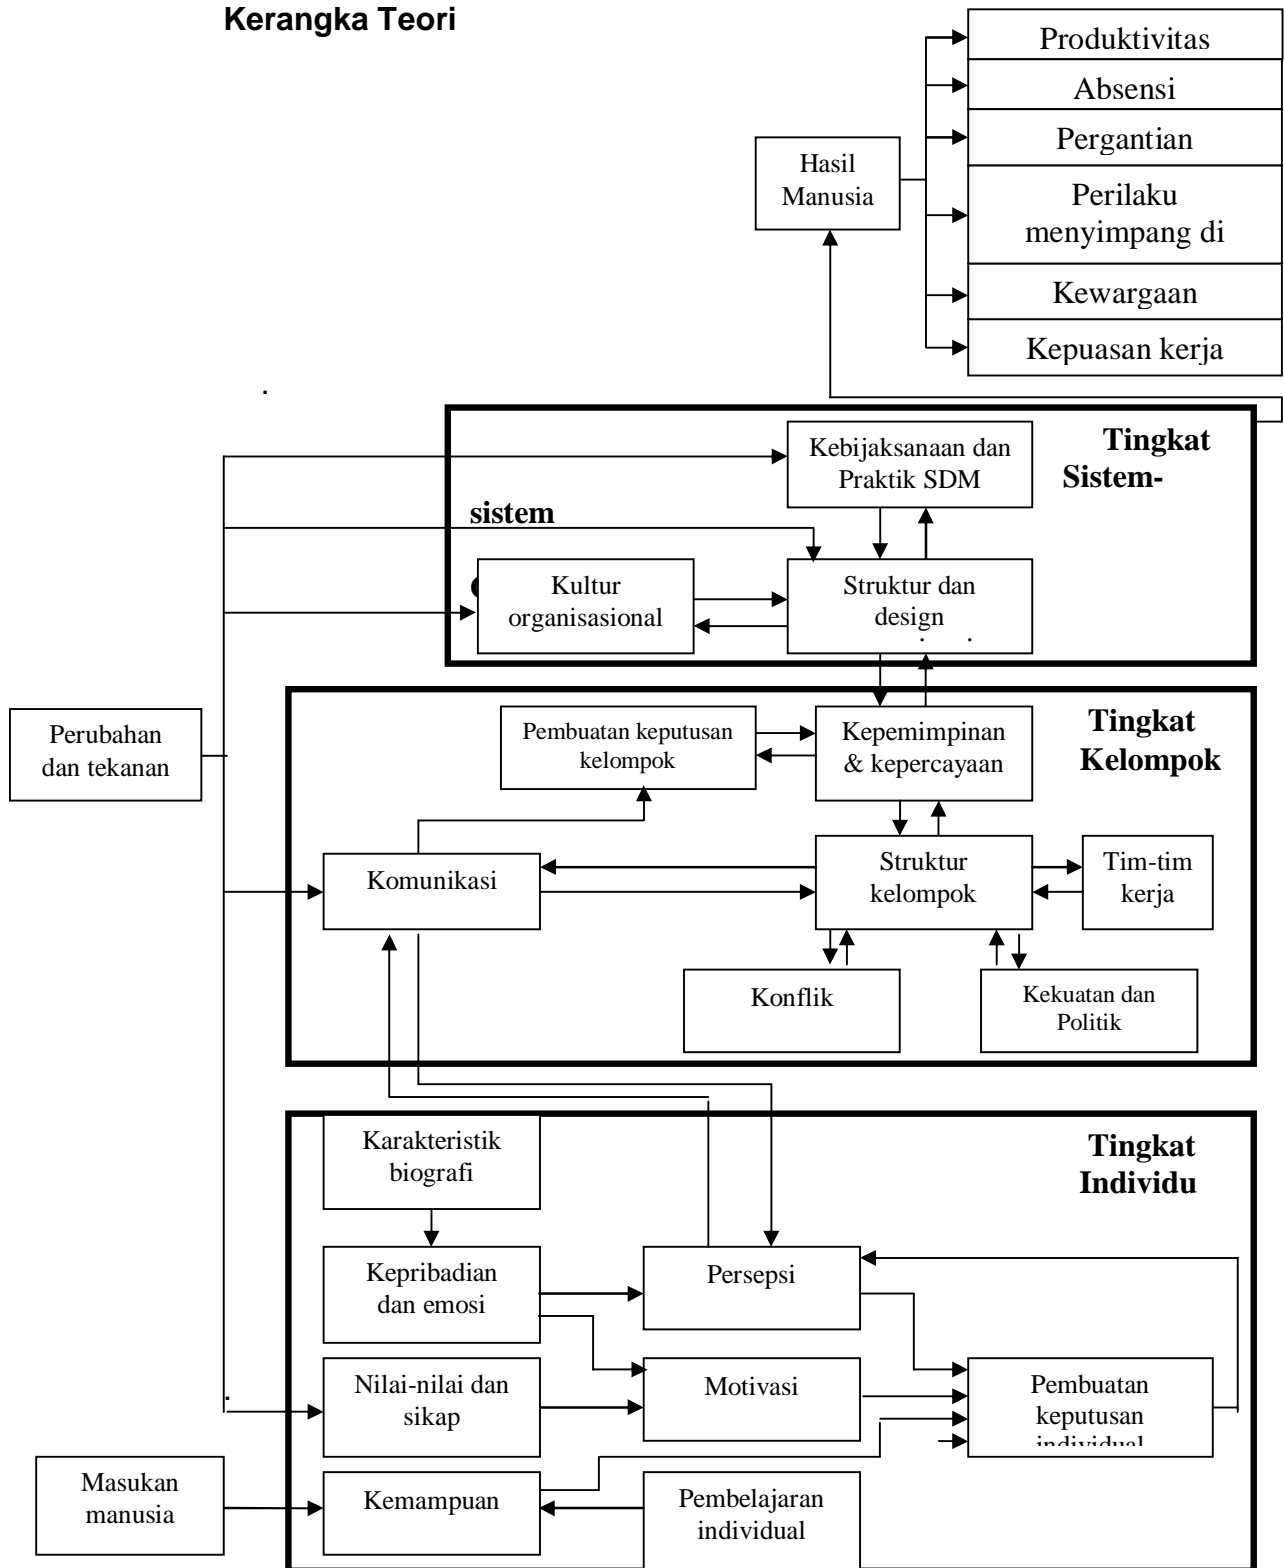 Kerangka Teori
Produktivitas
Absensi
Pergantian
Perilaku
menyimpang di
Kewargaan
Kepuasan kerja
Hasil
Manusia
Tingkat
Sistem-
sistem
Kebijaksanaan dan
Praktik SDM
Kultur
organisasional
Struktur dan
design
Perubahan
dan tekanan
Tingkat
Kelompok
Pembuatan keputusan
kelompok
Kepemimpinan
& kepercayaan
Komunikasi
Struktur
kelompok
Tim-tim
kerja
Konflik
Kekuatan dan
Politik
Tingkat
Individu
Karakteristik
biografi
Kepribadian
dan emosi
Persepsi
Nilai-nilai dan
sikap
Motivasi
Pembuatan
keputusan
individual
Masukan
manusia
Kemampuan
Pembelajaran
individual